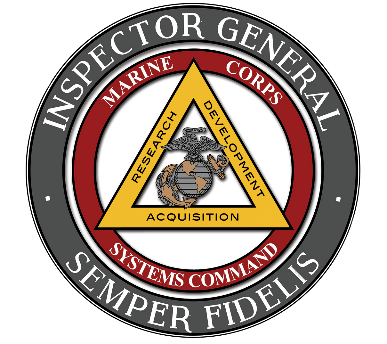 INSPECTOR GENERAL
MARINE CORPS
RESEARCH
DEVELOPMENT
ACQUISITION
SYSTEMS COMMAND
SEMPER FIDELIS